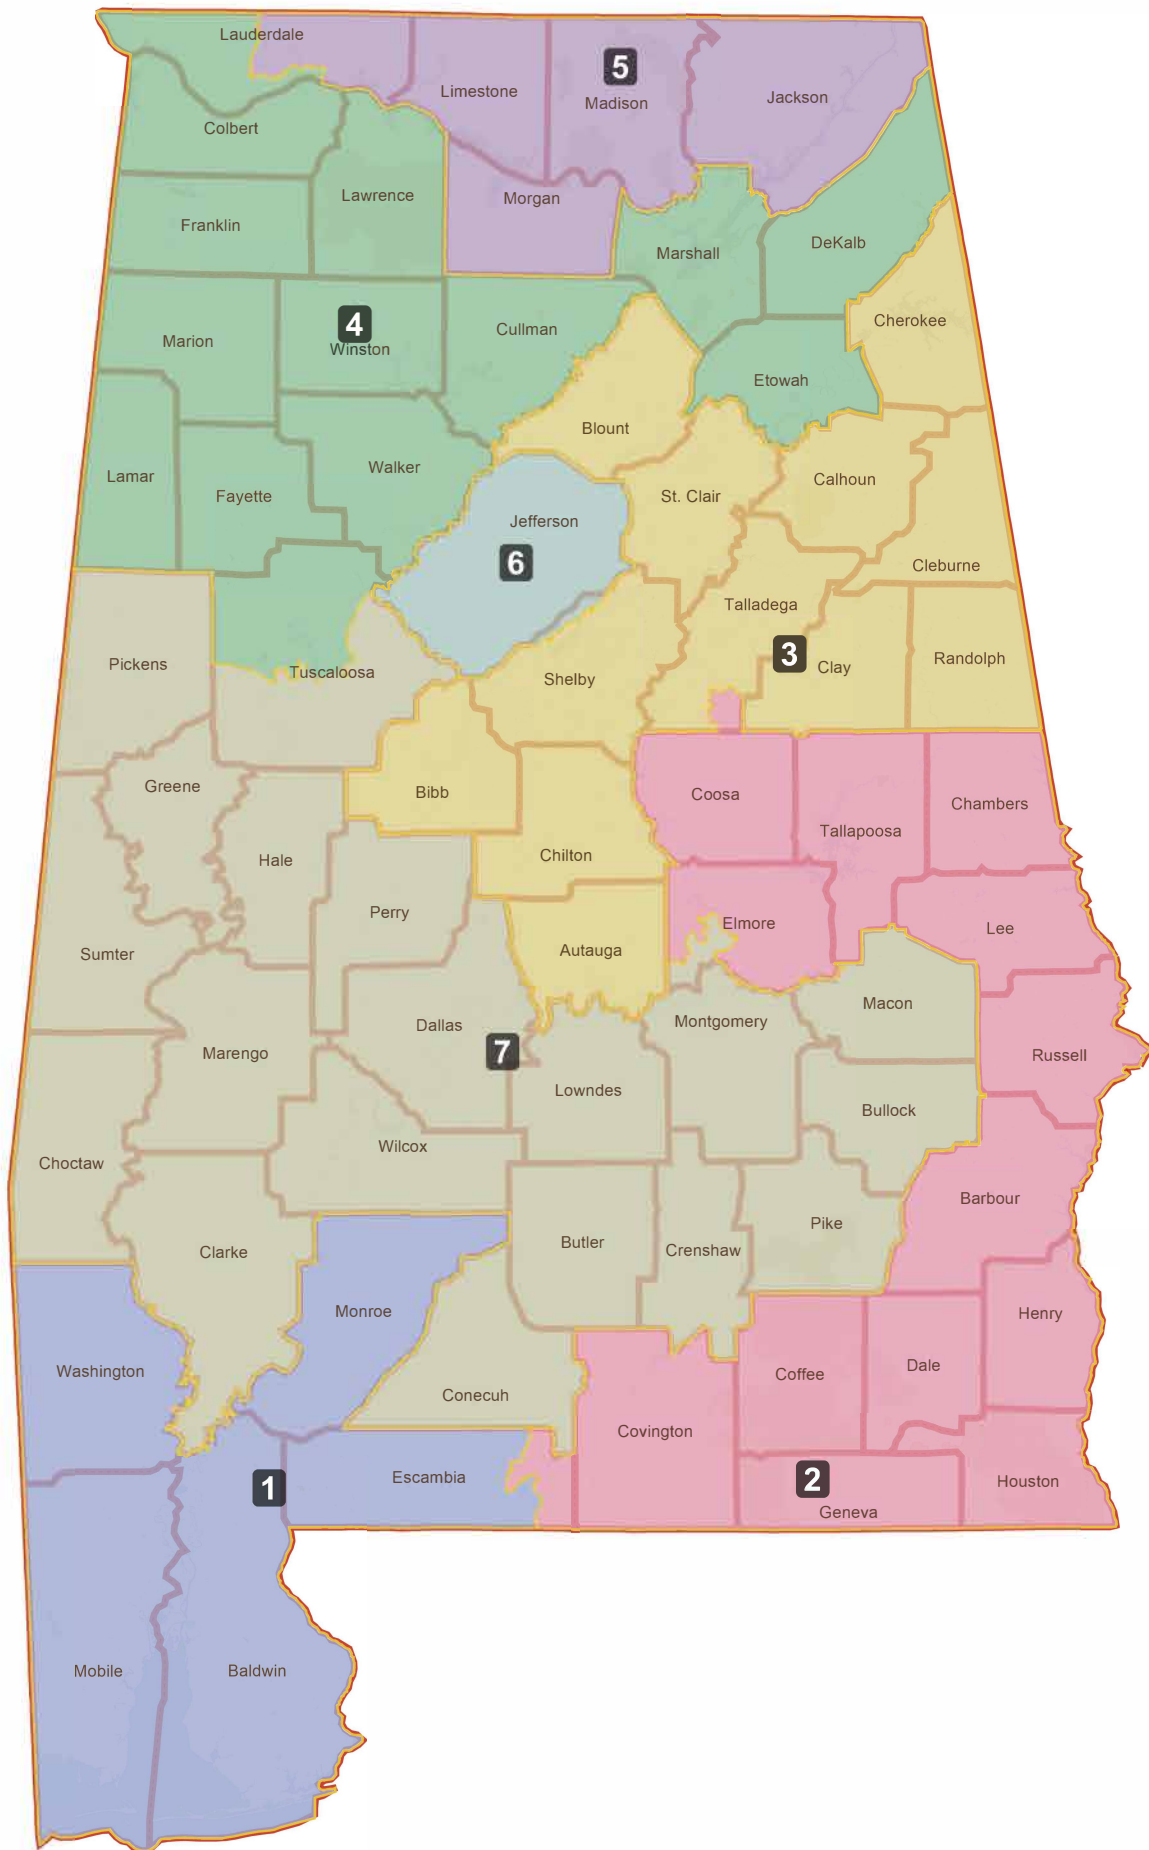 Lauderdale
5
Limestone
Madison
Jackson
Colbert
Lawrence
Morgan
Franklin
DeKalb
Marshall
Cherokee
4
Cullman
Marion
Winston
Etowah
Blount
Walker
Lamar
Calhoun
Fayette
St. Clair
Jefferson
6
Cleburne
Talladega
3
Randolph
Pickens
Clay
Tuscaloosa
Shelby
Greene
Bibb
Coosa
Chambers
Tallapoosa
Chilton
Hale
Perry
Elmore
Lee
Autauga
Sumter
Macon
Montgomery
Dallas
7
Marengo
Russell
Lowndes
Bullock
Wilcox
Choctaw
Barbour
Pike
Butler
Clarke
Crenshaw
Monroe
Henry
Dale
Washington
Coffee
Conecuh
Covington
Escambia
2
Houston
1
Geneva
Mobile
Baldwin